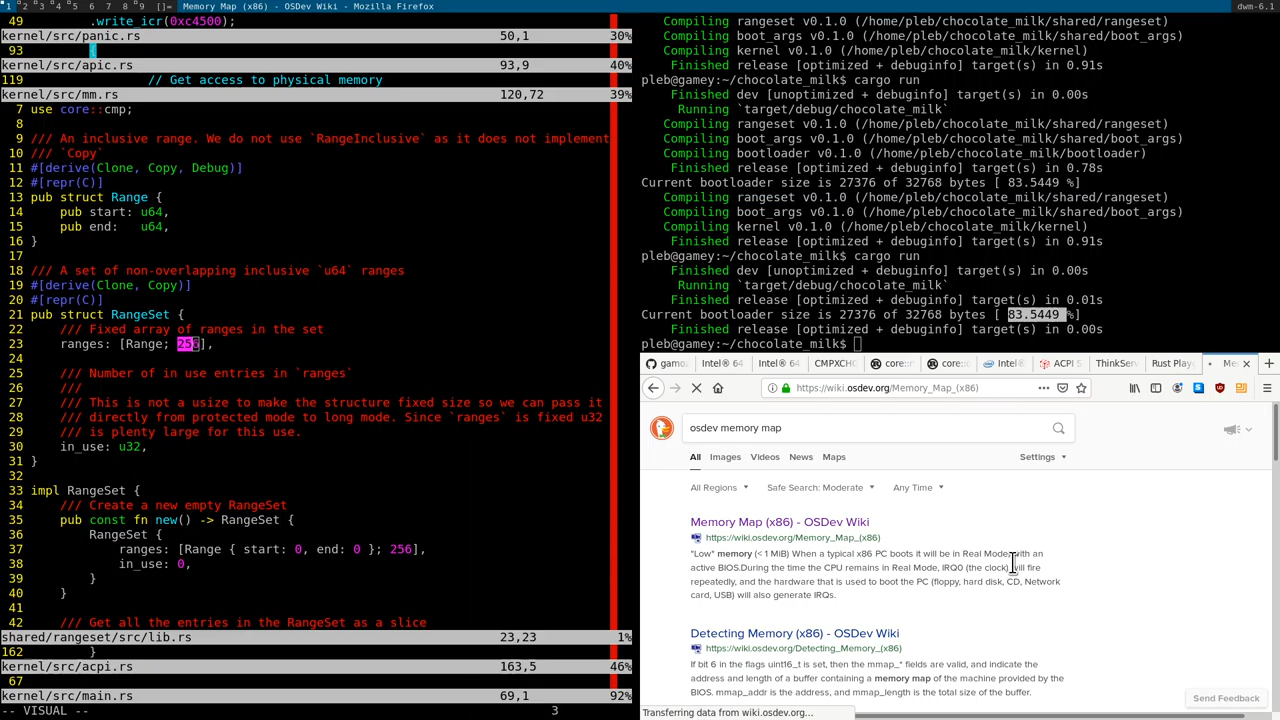 1 2 3 4 5 6 7 8 9 []= Memory Map (x86) - OSDev Wiki - Mozilla Firefox dwm-6.1
49 .write_icr(0xc4500);
kernel/src/panic.rs 50,1 30%
93 {
kernel/src/apic.rs 93,9 40%
119 // Get access to physical memory
kernel/src/mm.rs 120,72 39%
7 use core::cmp;
8
9 /// An inclusive range. We do not use `RangeInclusive` as it does not implement
10 /// `Copy`
11 #[derive(Clone, Copy, Debug)]
12 #[repr(C)]
13 pub struct Range {
14 pub start: u64,
15 pub end: u64,
16 }
17
18 /// A set of non-overlapping inclusive `u64` ranges
19 #[derive(Clone, Copy)]
20 #[repr(C)]
21 pub struct RangeSet {
22 /// Fixed array of ranges in the set
23 ranges: [Range; 256],
24
25 /// Number of in use entries in `ranges`
26 ///
27 /// This is not a usize to make the structure fixed size so we can pass it
28 /// directly from protected mode to long mode. Since `ranges` is fixed u32
29 /// is plenty large for this use.
30 in_use: u32,
31 }
32
33 impl RangeSet {
34 /// Create a new empty RangeSet
35 pub const fn new() -> RangeSet {
36 RangeSet {
37 ranges: [Range { start: 0, end: 0 }; 256],
38 in_use: 0,
39 }
40 }
41
42 /// Get all the entries in the RangeSet as a slice
shared/rangeset/src/lib.rs 23,23 1%
162 }
kernel/src/acpi.rs 163,5 46%
67
kernel/src/main.rs 69,1 92%
-- VISUAL -- 3
Compiling rangeset v0.1.0 (/home/pleb/chocolate_milk/shared/rangeset)
Compiling boot_args v0.1.0 (/home/pleb/chocolate_milk/shared/boot_args)
Compiling kernel v0.1.0 (/home/pleb/chocolate_milk/kernel)
Finished release [optimized + debuginfo] target(s) in 0.91s
pleb@gamey:~/chocolate_milk$ cargo run
Finished dev [unoptimized + debuginfo] target(s) in 0.00s
Running `target/debug/chocolate_milk`
Compiling rangeset v0.1.0 (/home/pleb/chocolate_milk/shared/rangeset)
Compiling boot_args v0.1.0 (/home/pleb/chocolate_milk/shared/boot_args)
Compiling bootloader v0.1.0 (/home/pleb/chocolate_milk/bootloader)
Finished release [optimized + debuginfo] target(s) in 0.78s
Current bootloader size is 27376 of 32768 bytes [ 83.5449 %]
Compiling rangeset v0.1.0 (/home/pleb/chocolate_milk/shared/rangeset)
Compiling boot_args v0.1.0 (/home/pleb/chocolate_milk/shared/boot_args)
Compiling kernel v0.1.0 (/home/pleb/chocolate_milk/kernel)
Finished release [optimized + debuginfo] target(s) in 0.91s
pleb@gamey:~/chocolate_milk$ cargo run
Finished dev [unoptimized + debuginfo] target(s) in 0.00s
Running `target/debug/chocolate_milk`
Finished release [optimized + debuginfo] target(s) in 0.01s
Current bootloader size is 27376 of 32768 bytes [ 83.5449 %]
Finished release [optimized + debuginfo] target(s) in 0.00s
pleb@gamey:~/chocolate_milk$
gamo Intel® 64 Intel® 64 CMPXCH core:: core:: Intel® ACPI S ThinkServ Rust Play Me
https://wiki.osdev.org/Memory_Map_(x86)
osdev memory map
All Images Videos News Maps Settings
All Regions Safe Search: Moderate Any Time
Memory Map (x86) - OSDev Wiki
https://wiki.osdev.org/Memory_Map_(x86)
"Low" memory (< 1 MiB) When a typical x86 PC boots it will be in Real Mode, with an
active BIOS.During the time the CPU remains in Real Mode, IRQ0 (the clock) will fire
repeatedly, and the hardware that is used to boot the PC (floppy, hard disk, CD, Network
card, USB) will also generate IRQs.
Detecting Memory (x86) - OSDev Wiki
https://wiki.osdev.org/Detecting_Memory_(x86)
If bit 6 in the flags uint16_t is set, then the mmap_* fields are valid, and indicate the
address and length of a buffer containing a memory map of the machine provided by the
BIOS. mmap_addr is the address, and mmap_length is the total size of the buffer.
Send Feedback
Transferring data from wiki.osdev.org...